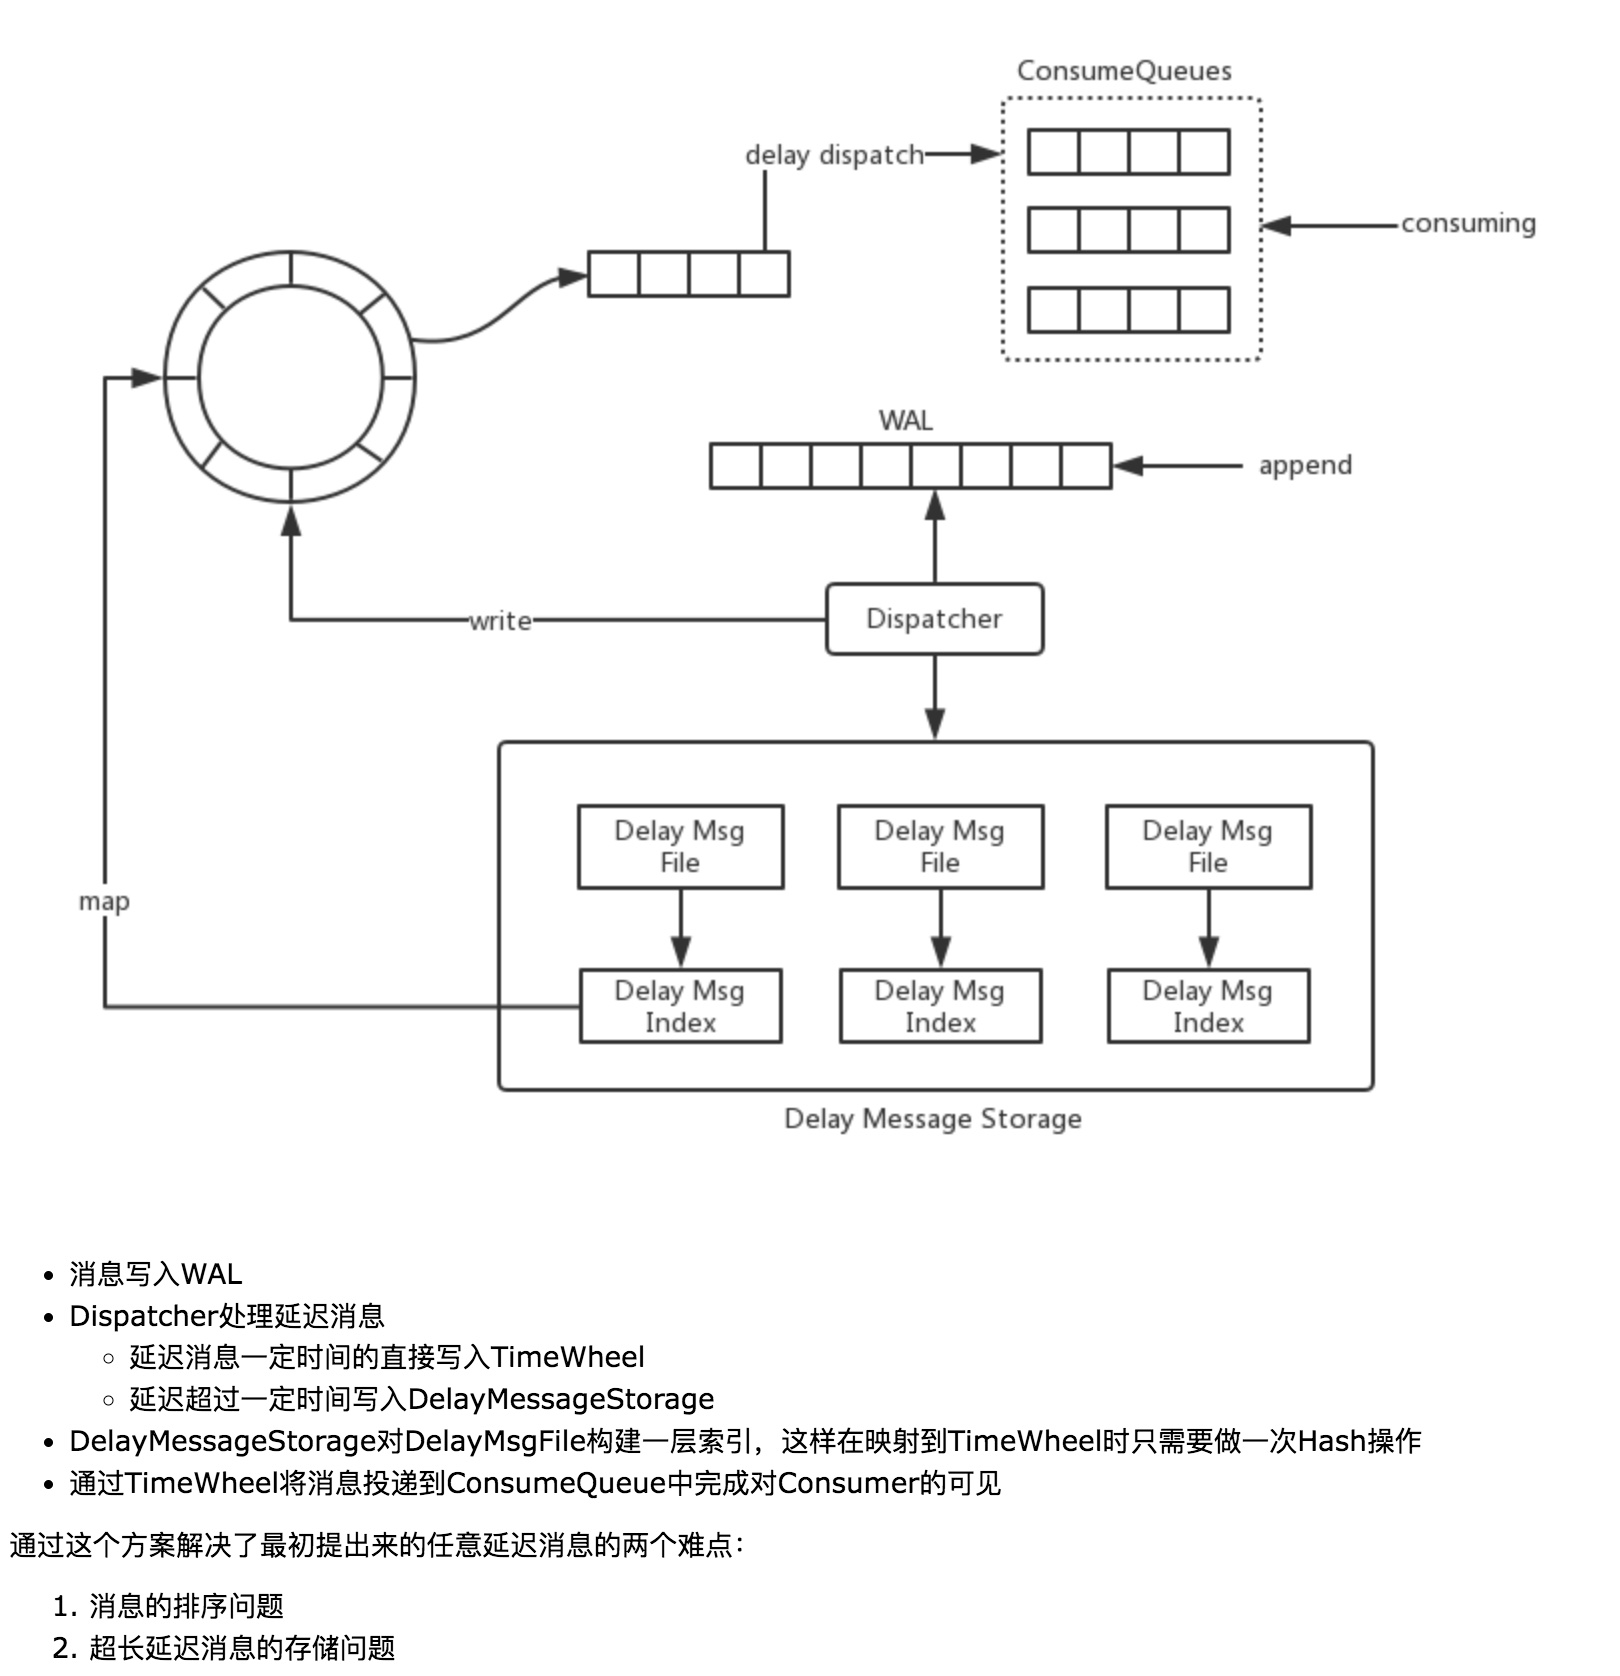 ConsumeQueues
delay dispatch
consuming
WAL
append
Dispatcher
write
Delay Msg
File
Delay Msg
File
Delay Msg
File
map
Delay Msg
Index
Delay Msg
Index
Delay Msg
Index
Delay Message Storage
• 消息写入WAL
• Dispatcher处理延迟消息
◦ 延迟消息一定时间的直接写入TimeWheel
◦ 延迟超过一定时间写入DelayMessageStorage
• DelayMessageStorage对DelayMsgFile构建一层索引，这样在映射到TimeWheel时只需要做一次Hash操作
• 通过TimeWheel将消息投递到ConsumeQueue中完成对Consumer的可见
通过这个方案解决了最初提出来的任意延迟消息的两个难点：
1. 消息的排序问题
2. 超长延迟消息的存储问题